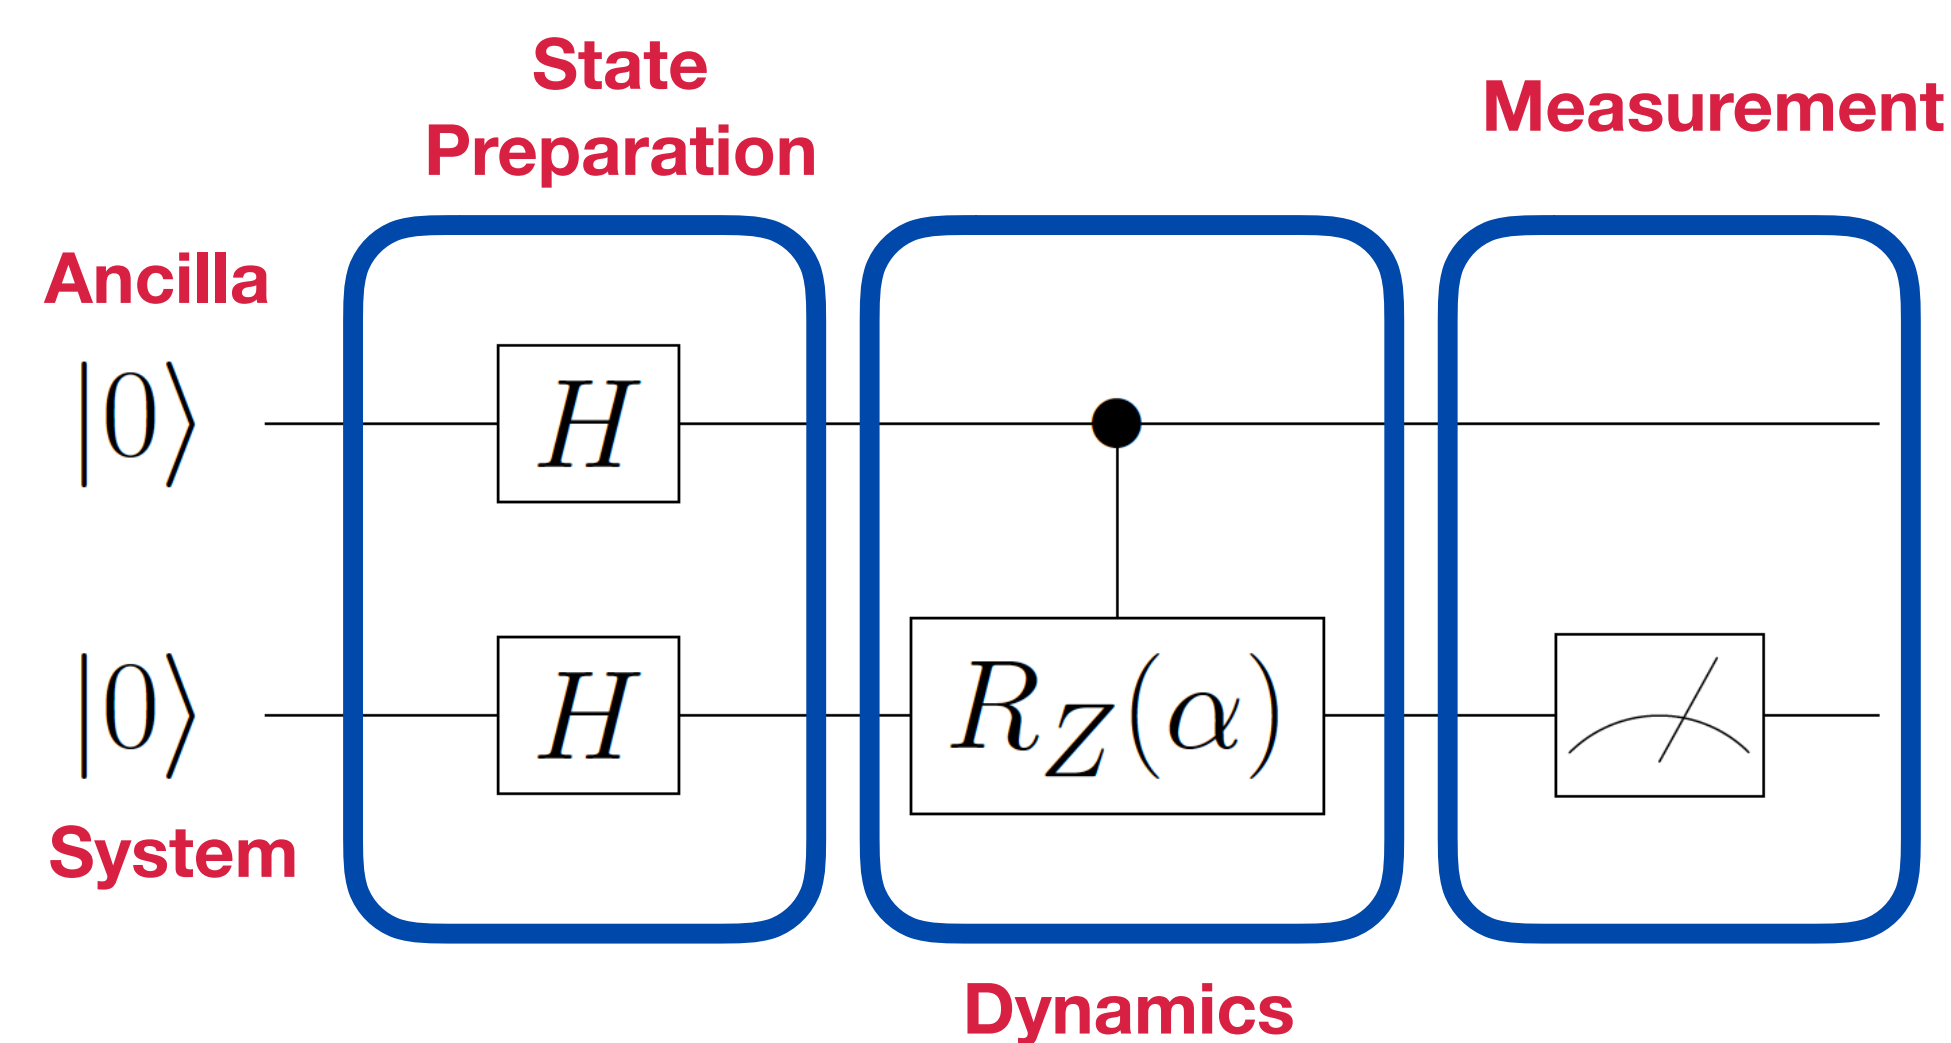 State
Preparation
Measurement
Ancilla
|0⟩
H
|0⟩
H
R_Z(α)
System
Dynamics